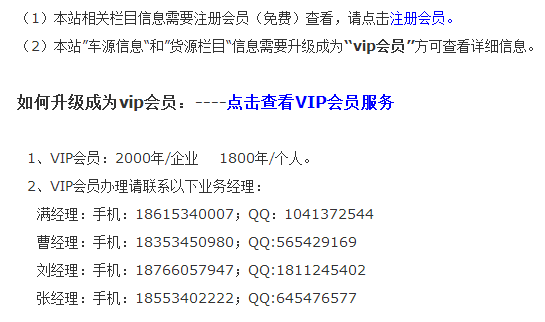 （1）本站相关栏目信息需要注册会员（免费）查看，请点击注册会员。
（2）本站”车源信息“和”货源栏目“信息需要升级成为“vip会员”方可查看详细信息。
如何升级成为vip会员：----点击查看VIP会员服务
1、VIP会员：2000年/企业 1800年/个人。
2、VIP会员办理请联系以下业务经理：
满经理：手机：18615340007；QQ：1041372544
曹经理：手机：18353450980；QQ:565429169
刘经理：手机：18766057947；QQ:1811245402
张经理：手机：18553402222；QQ:645476577